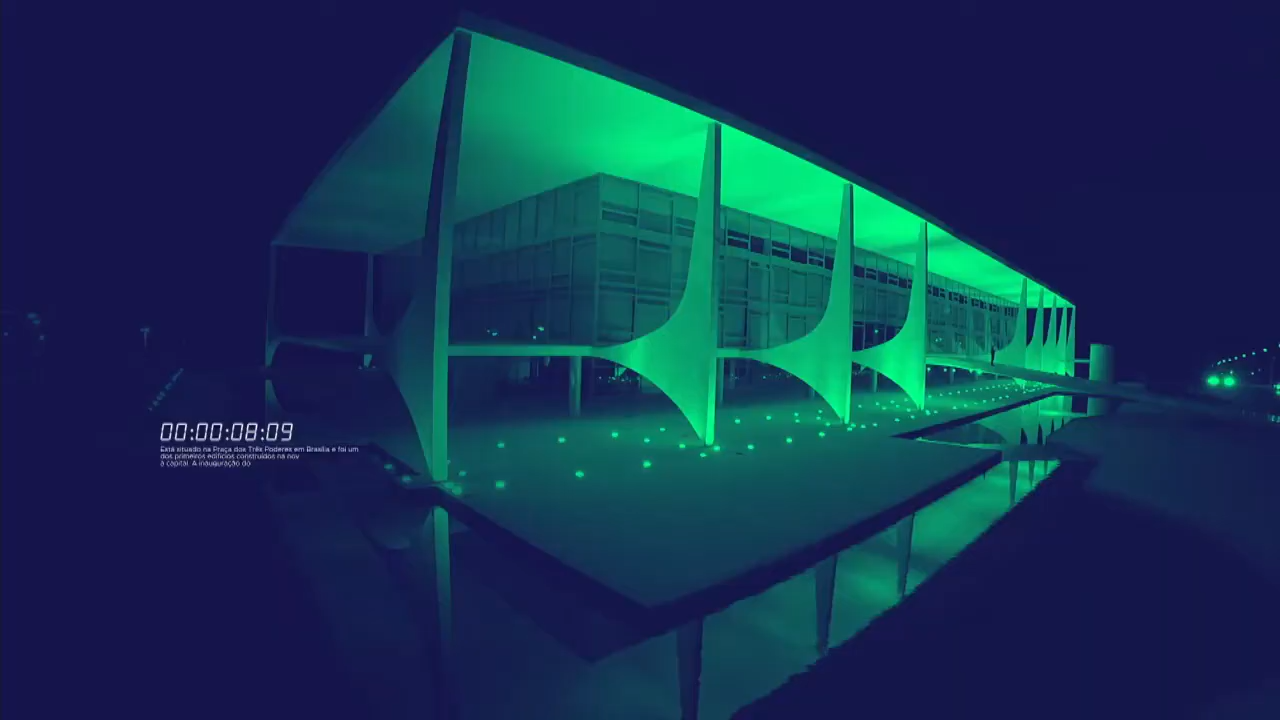 00:00:08:09
Está situado na Praça dos Três Poderes em Brasília e foi um
dos primeiros edifícios construídos na nov
a capital. A inauguração do